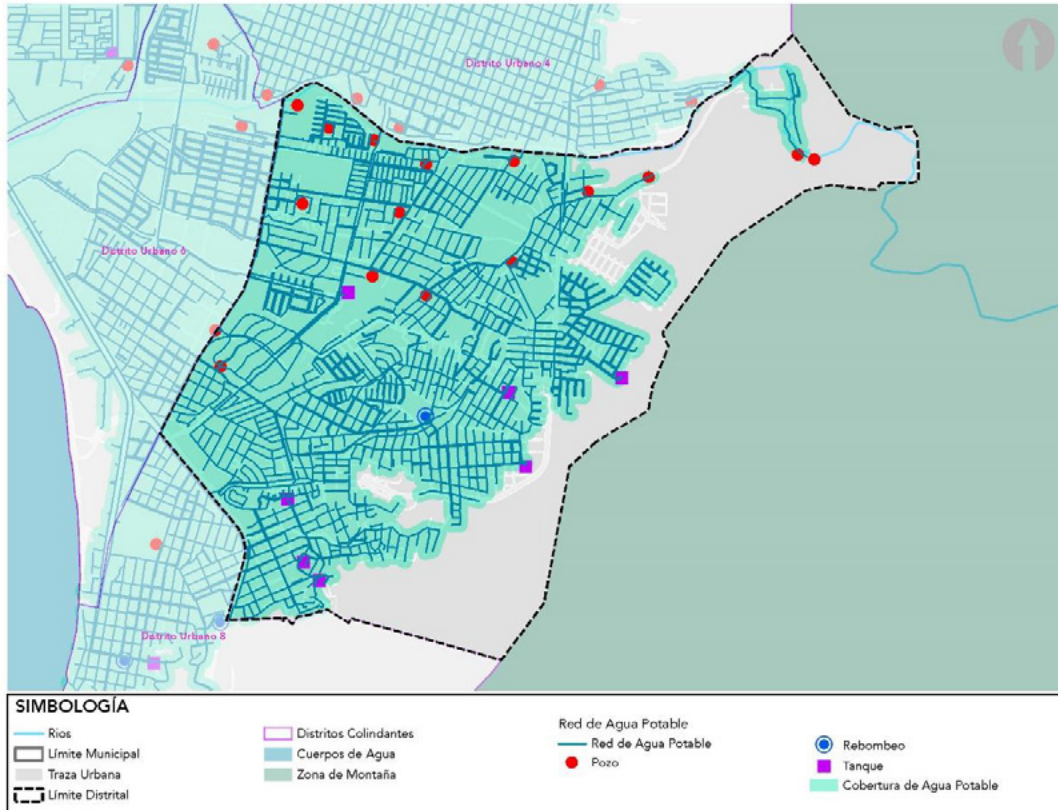 Distrito Urbano 4
Distrito Urbano 6
Distrito Urbano 8
SIMBOLOGÍA
Rios
Límite Municipal
Traza Urbana
Límite Distrital
Distritos Colindantes
Cuerpos de Agua
Zona de Montaña
Red de Agua Potable
Red de Agua Potable
Pozo
Rebombeo
Tanque
Cobertura de Agua Potable